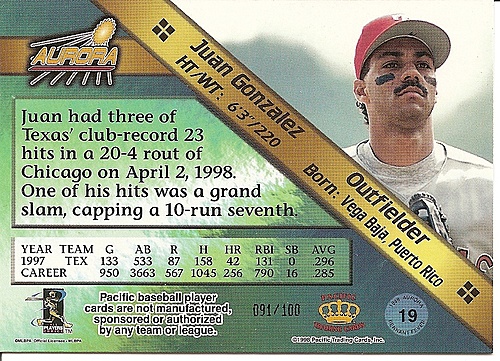 AURORA
Juan Gonzalez
HT/WT: 6'3"/220
Outfielder
Born: Vega Baja, Puerto Rico
Juan had three of
Texas' club-record 23
hits in a 20-4 rout of
Chicago on April 2, 1998.
One of his hits was a grand
slam, capping a 10-run seventh.
YEAR TEAM G AB R H HR RBI SB AVG
1997 TEX 133 533 87 158 42 131 0 296
CAREER 950 3663 567 1045 256 790 16 285
Pacific baseball player
cards are not manufactured,
sponsored or authorized
by any team or league.
091/100
19
©1998 Pacific Trading Cards, Inc.